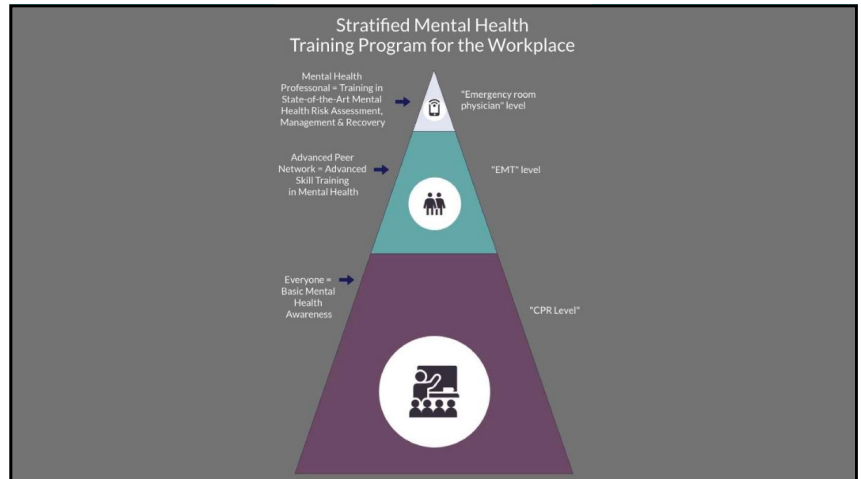 Stratified Mental Health
Training Program for the Workplace
Mental Health
Professonal = Training in
State-of-the-Art Mental
Health Risk Assessment,
Management & Recovery
"Emergency room
physician" level
Advanced Peer
Network = Advanced
Skill Training
in Mental Health
"EMT" level
Everyone =
Basic Mental
Health
Awareness
"CPR Level"